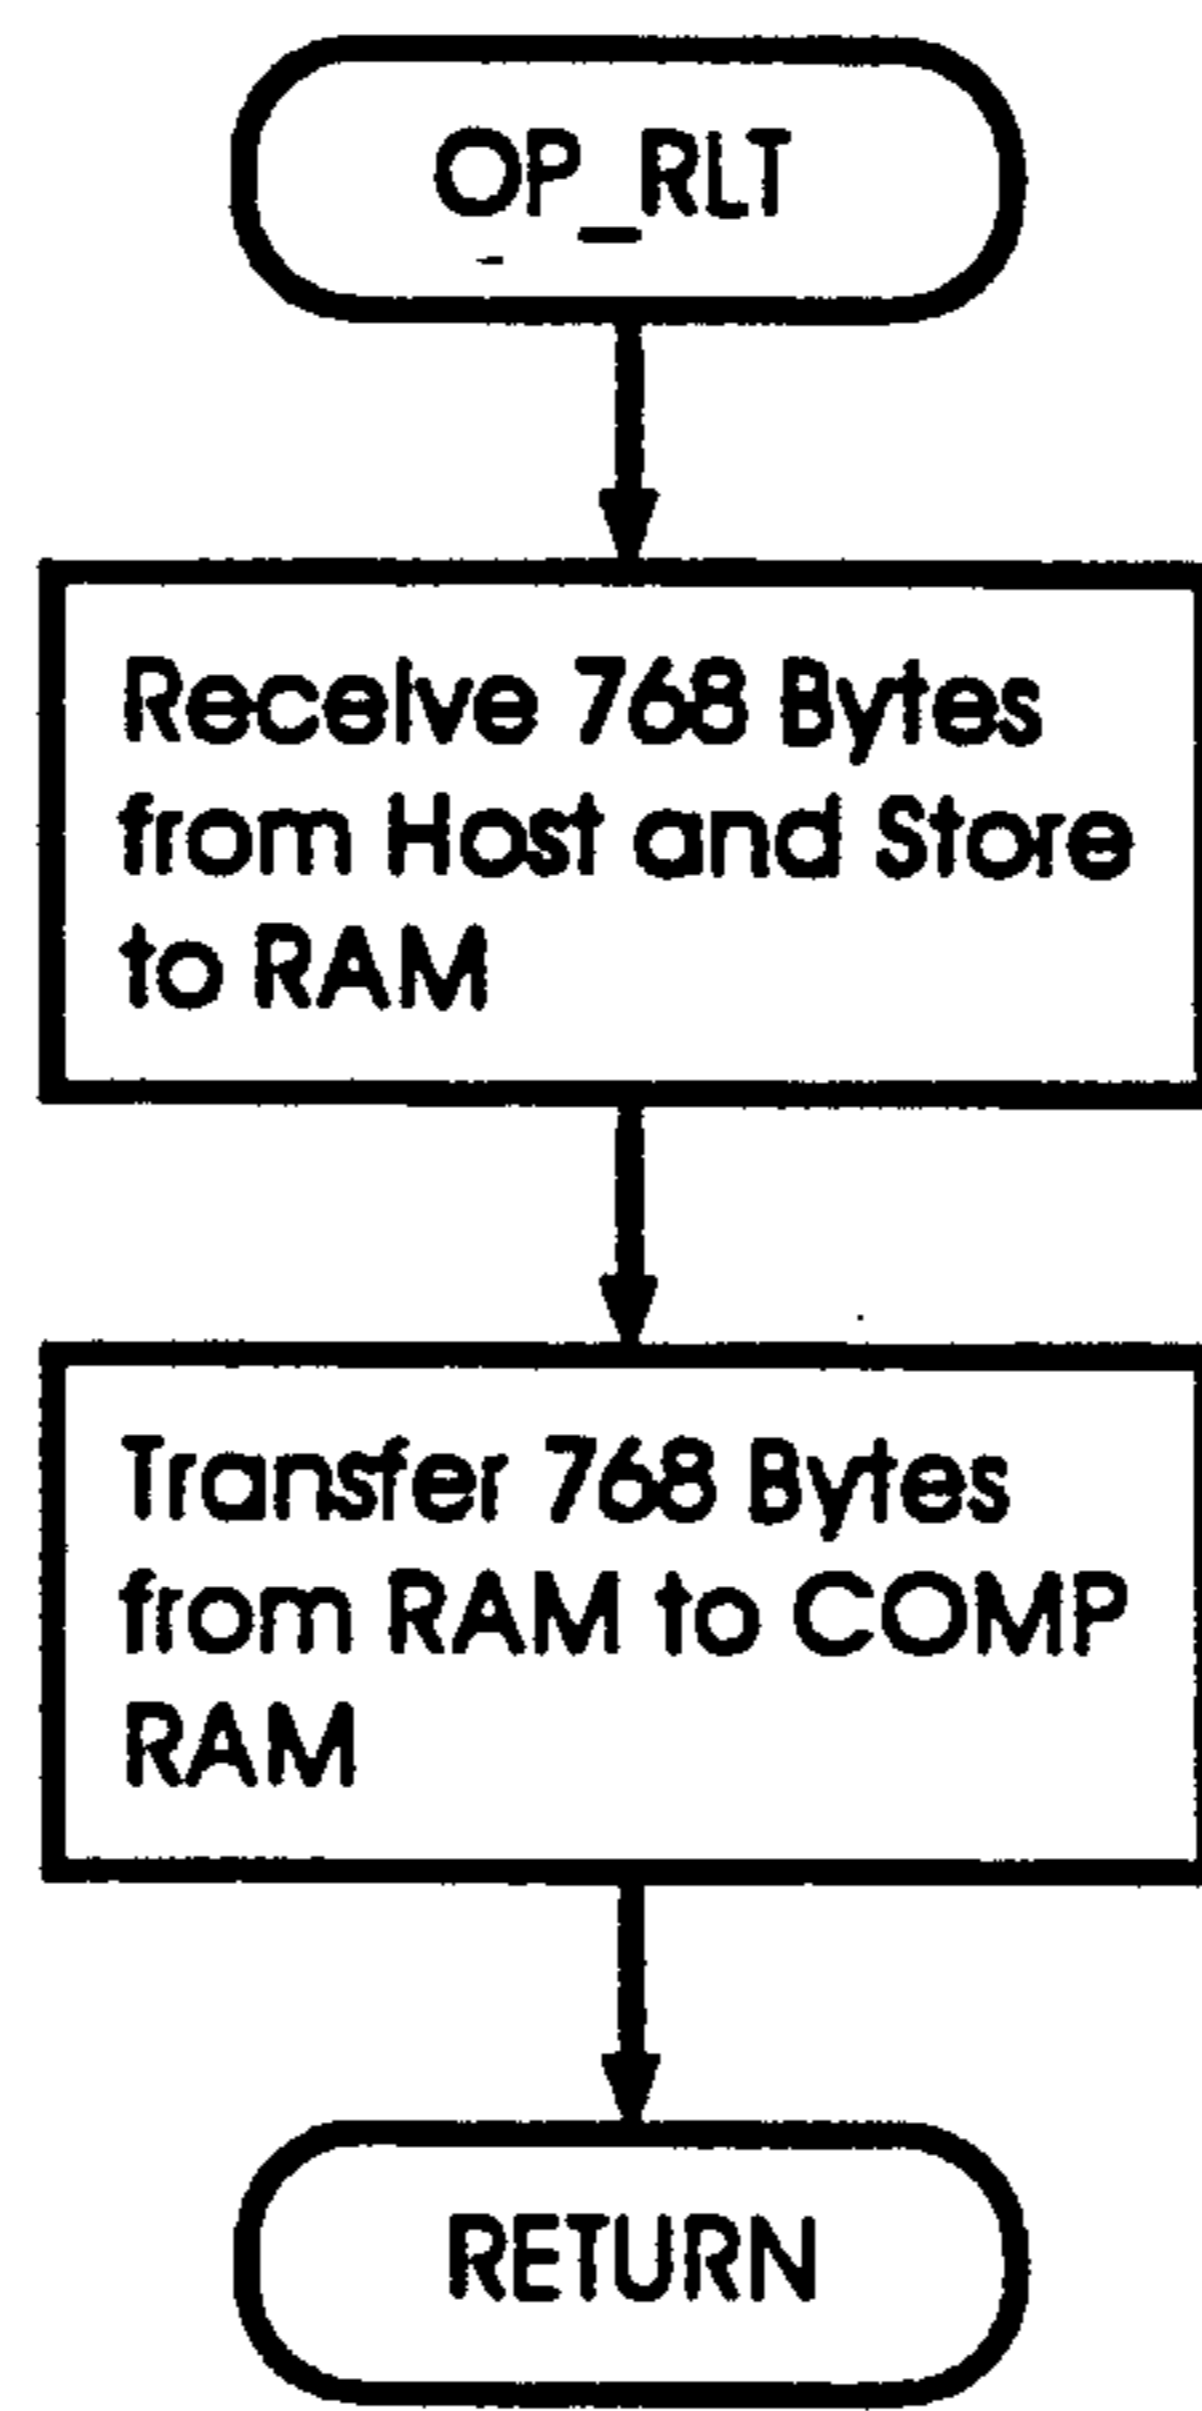 OP_RLT
Receive 768 Bytes
from Host and Store
to RAM
Transfer 768 Bytes
from RAM to COMP
RAM
RETURN